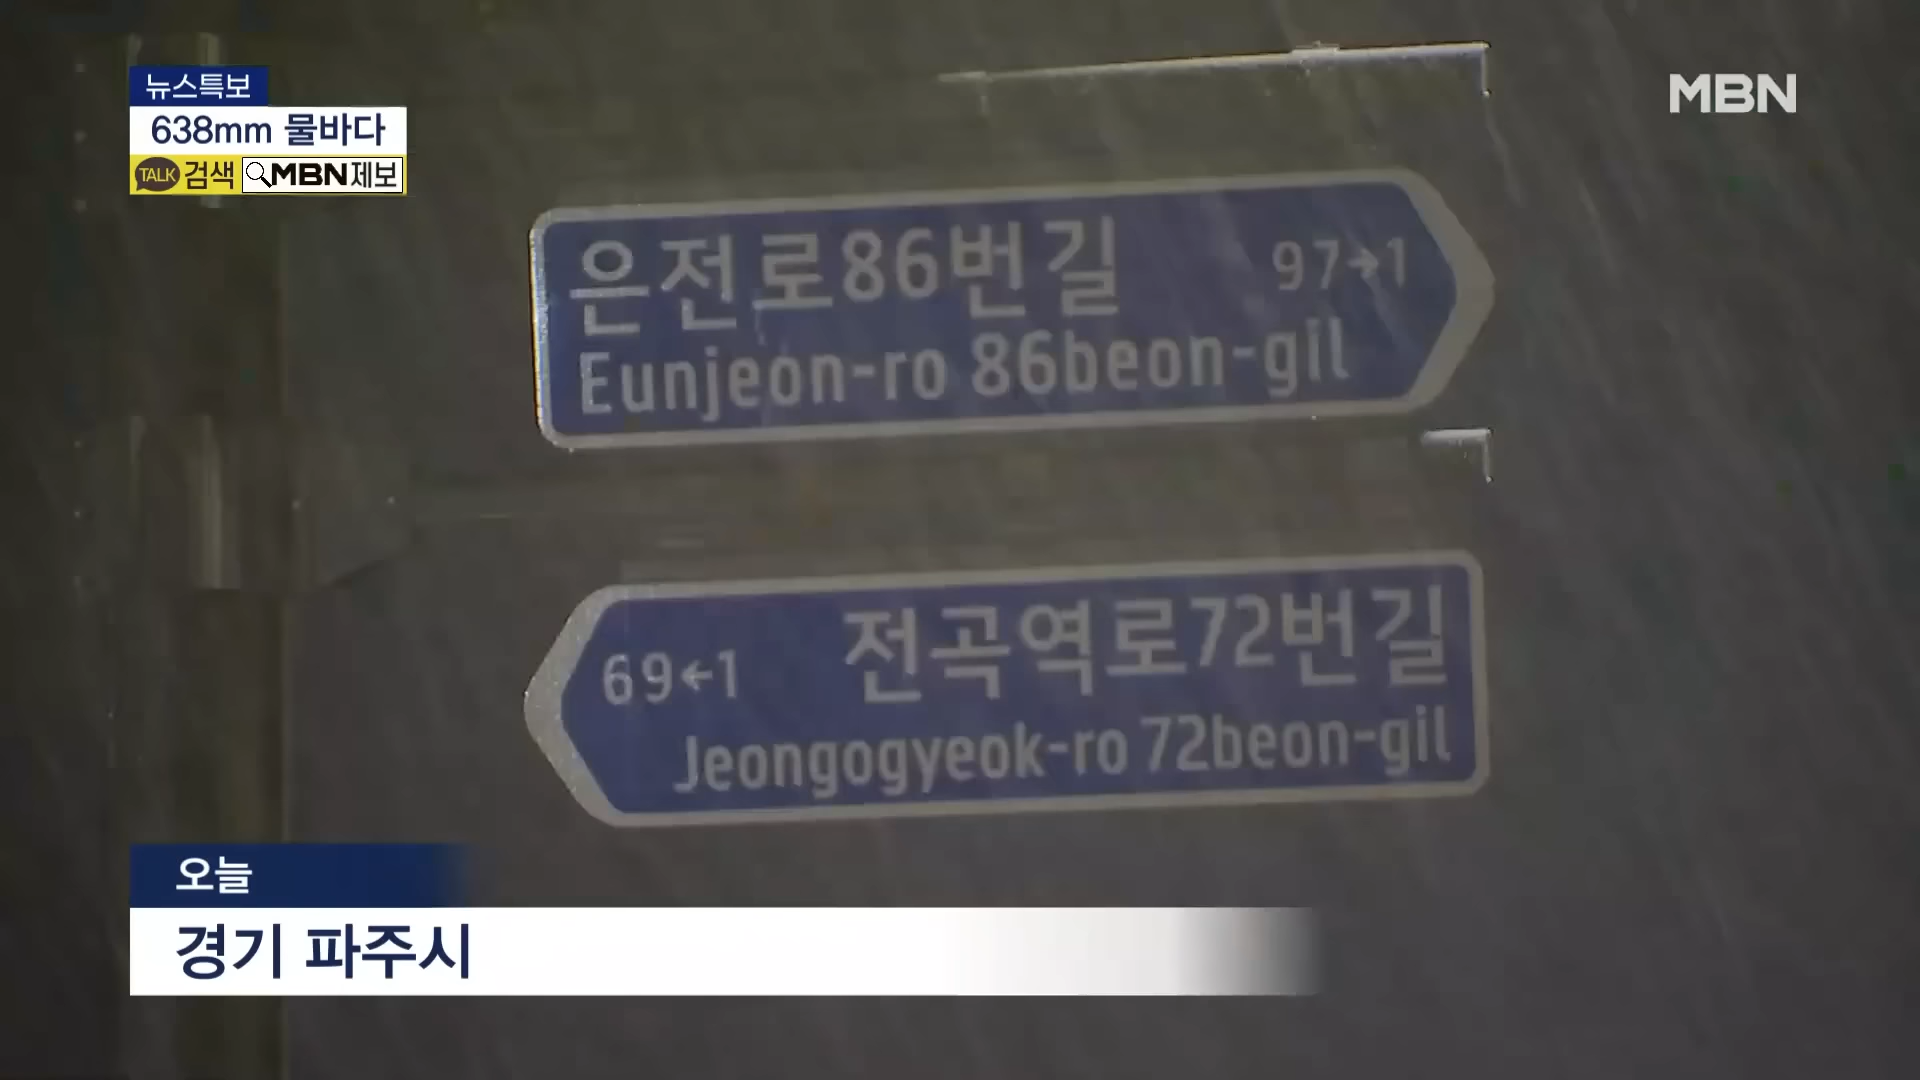 뉴스특보
638mm 물바다
TALK 검색 MBN제보
MBN
은전로86번길 97→1
Eunjeon-ro 86beon-gil
69←1 전곡역로72번길
Jeongogyeok-ro 72beon-gil
오늘
경기 파주시